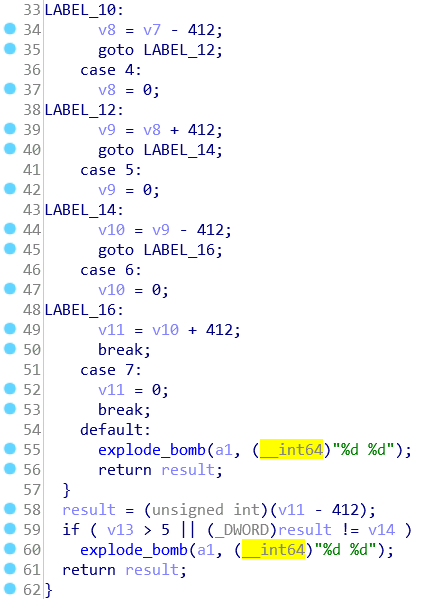 33 LABEL_10:
34 v8 = v7 - 412;
35 goto LABEL_12;
36 case 4:
37 v8 = 0;
38 LABEL_12:
39 v9 = v8 + 412;
40 goto LABEL_14;
41 case 5:
42 v9 = 0;
43 LABEL_14:
44 v10 = v9 - 412;
45 goto LABEL_16;
46 case 6:
47 v10 = 0;
48 LABEL_16:
49 v11 = v10 + 412;
50 break;
51 case 7:
52 v11 = 0;
53 break;
54 default:
55 explode_bomb(a1, (__int64)"%d %d");
56 return result;
57 }
58 result = (unsigned int)(v11 - 412);
59 if ( v13 > 5 || (_DWORD)result != v14 )
60 explode_bomb(a1, (__int64)"%d %d");
61 return result;
62 }